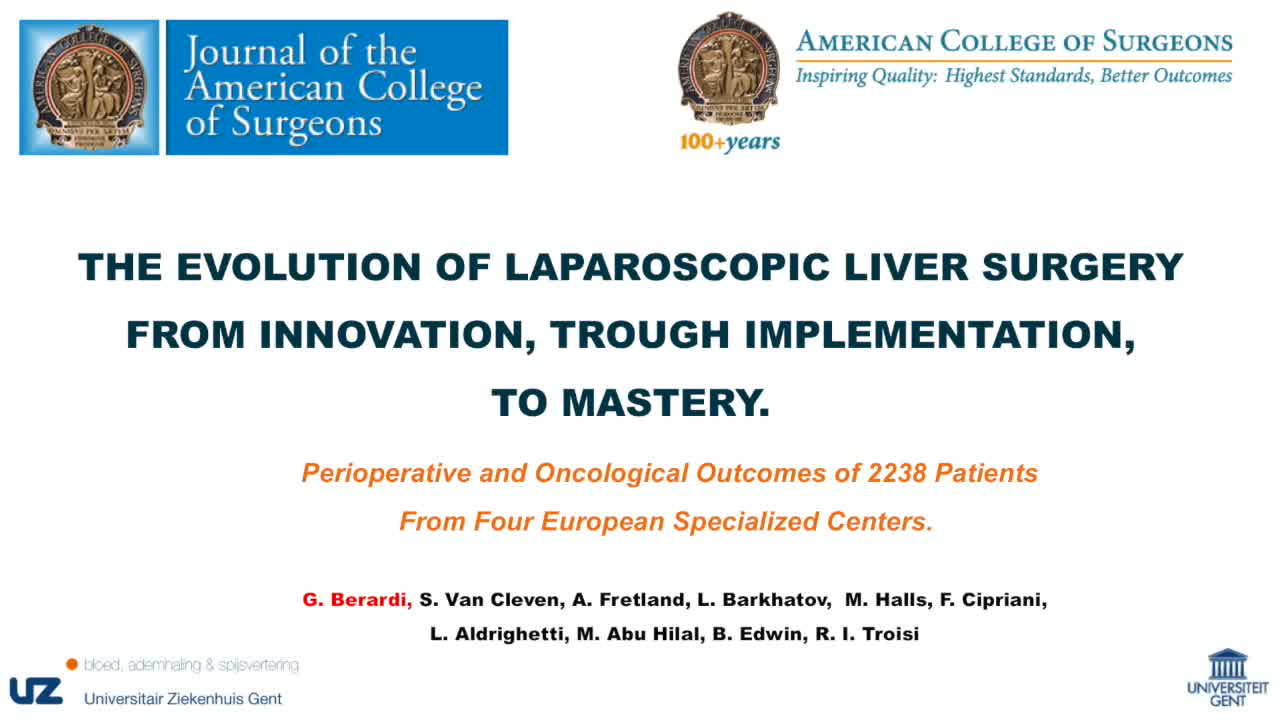 Journal of the
American College
of Surgeons
AMERICAN COLLEGE OF SURGEONS
Inspiring Quality: Highest Standards, Better Outcomes
100+years
THE EVOLUTION OF LAPAROSCOPIC LIVER SURGERY
FROM INNOVATION, TROUGH IMPLEMENTATION,
TO MASTERY.
Perioperative and Oncological Outcomes of 2238 Patients
From Four European Specialized Centers.
G. Berardi, S. Van Cleven, A. Fretland, L. Barkhatov, M. Halls, F. Cipriani,
L. Aldrighetti, M. Abu Hilal, B. Edwin, R. I. Troisi
bloed, ademhaling & spijsvertering
UZ
Universitair Ziekenhuis Gent
UNIVERSITEIT
GENT